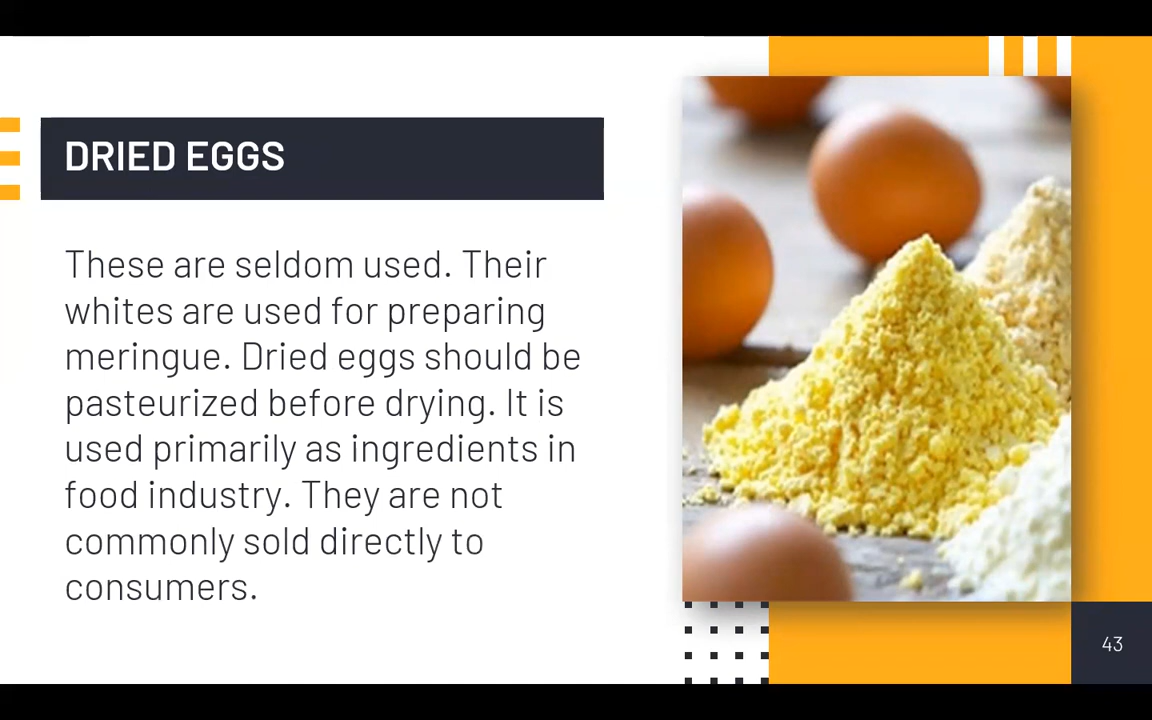 DRIED EGGS
These are seldom used. Their
whites are used for preparing
meringue. Dried eggs should be
pasteurized before drying. It is
used primarily as ingredients in
food industry. They are not
commonly sold directly to
consumers.
43